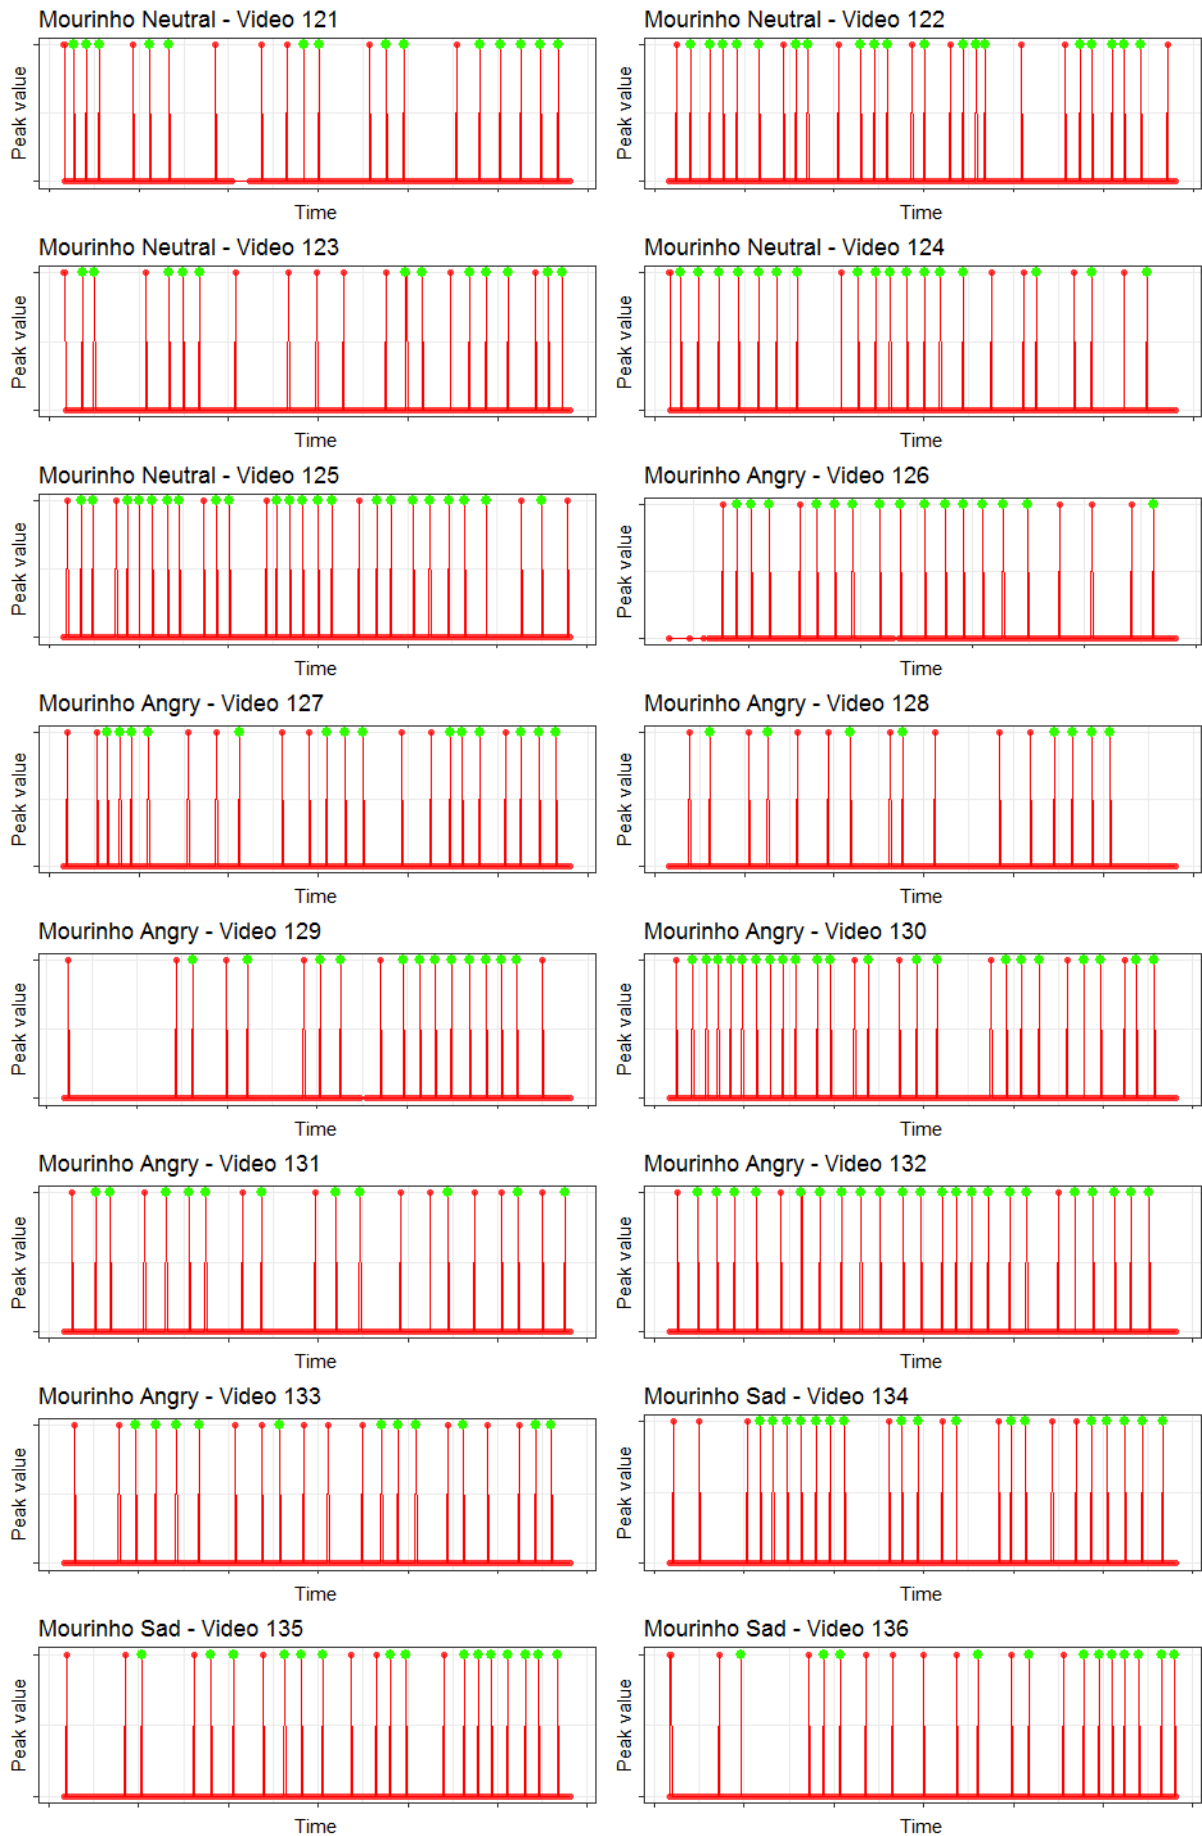 Mourinho Neutral - Video 121
Peak value
Time
Mourinho Neutral - Video 122
Peak value
Time
Mourinho Neutral - Video 123
Peak value
Time
Mourinho Neutral - Video 124
Peak value
Time
Mourinho Neutral - Video 125
Peak value
Time
Mourinho Angry - Video 126
Peak value
Time
Mourinho Angry - Video 127
Peak value
Time
Mourinho Angry - Video 128
Peak value
Time
Mourinho Angry - Video 129
Peak value
Time
Mourinho Angry - Video 130
Peak value
Time
Mourinho Angry - Video 131
Peak value
Time
Mourinho Angry - Video 132
Peak value
Time
Mourinho Angry - Video 133
Peak value
Time
Mourinho Sad - Video 134
Peak value
Time
Mourinho Sad - Video 135
Peak value
Time
Mourinho Sad - Video 136
Peak value
Time